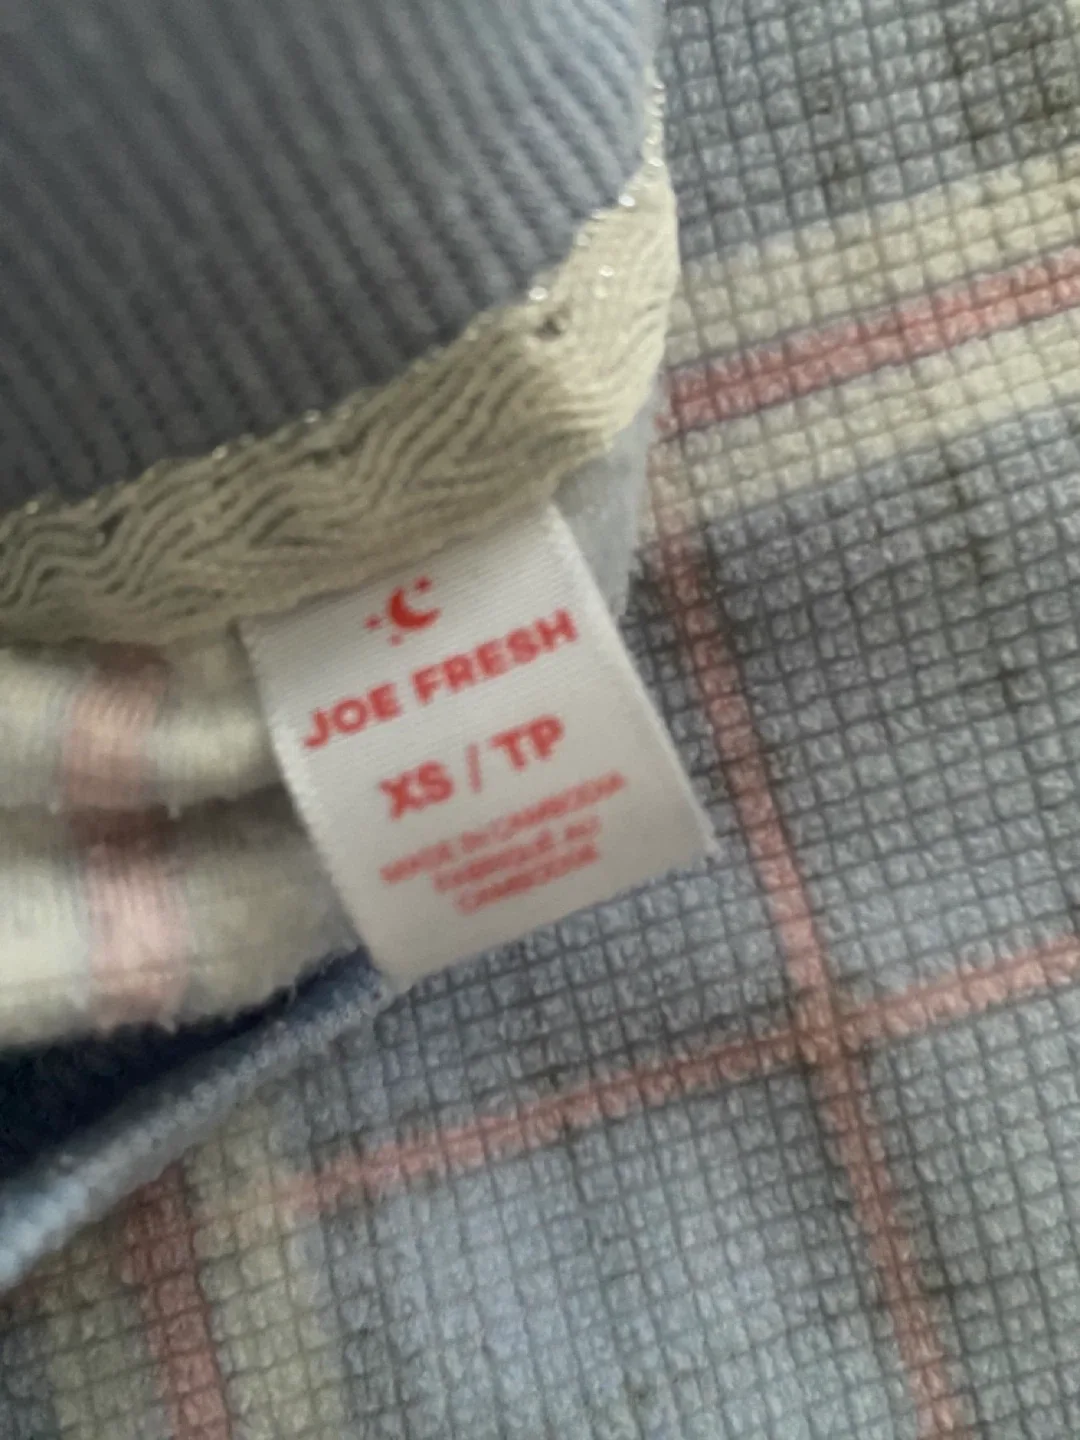 JOE FRESH
XS / TP
MADE IN CAMBODIA
FABRIQUÉ AU
CAMBODGE